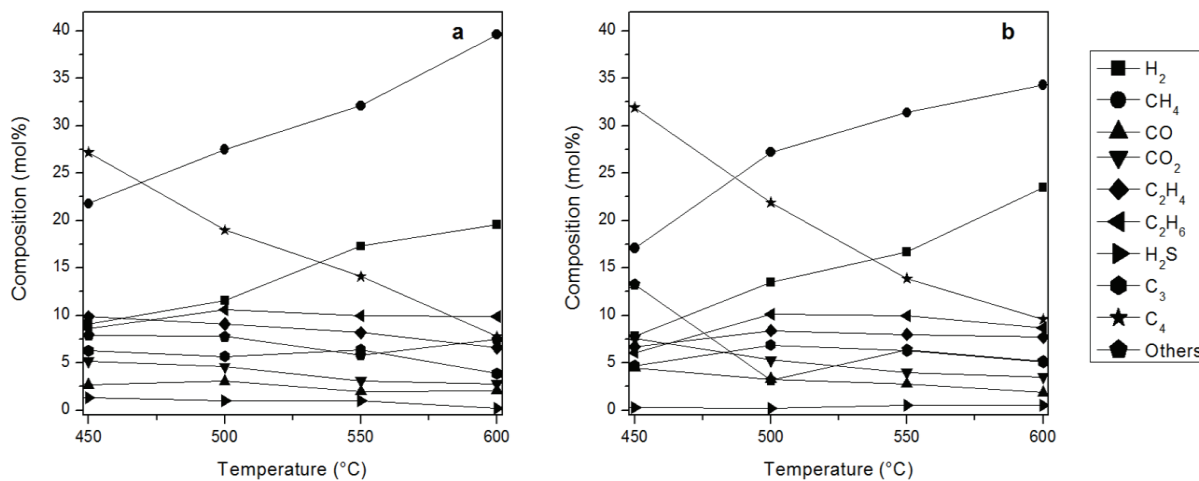 a
40
35
30
25
20
15
10
5
0
Composition (mol%)
450
500
550
600
Temperature (°C)
b
40
35
30
25
20
15
10
5
0
Composition (mol%)
450
500
550
600
Temperature (°C)
H₂
CH₄
CO
CO₂
C₂H₄
C₂H₆
H₂S
C₃
C₄
Others